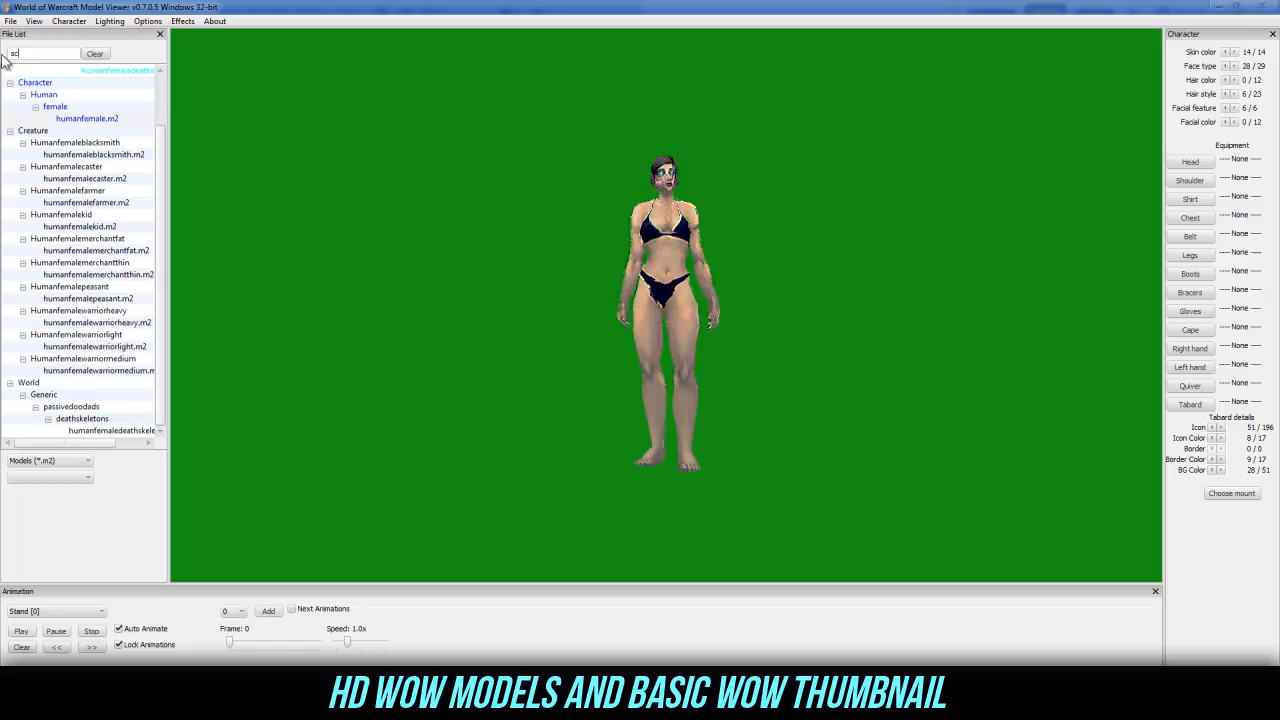 World of Warcraft Model Viewer v0.7.0.5 Windows 32-bit
File View Character Lighting Options Effects About
File List
sc Clear
humanfemaledeaths
Character
Human
female
humanfemale.m2
Creature
Humanfemaleblacksmith
humanfemaleblacksmith.m2
Humanfemalecaster
humanfemalecaster.m2
Humanfemalefarmer
humanfemalefarmer.m2
Humanfemalekid
humanfemalekid.m2
Humanfemalemerchantfat
humanfemalemerchantfat.m2
Humanfemalemerchantthin
humanfemalemerchantthin.m2
Humanfemalepeasant
humanfemalepeasant.m2
Humanfemalewarriorheavy
humanfemalewarriorheavy.m2
Humanfemalewarriorlight
humanfemalewarriorlight.m2
Humanfemalewarriormedium
humanfemalewarriormedium.m
World
Generic
passivedoodads
deathskeletons
humanfemaledeathskele
Models (*.m2)
Character
Skin color 14 / 14
Face type 28 / 29
Hair color 0 / 12
Hair style 6 / 23
Facial feature 6 / 6
Facial color 0 / 12
Equipment
Head ---- None
Shoulder ---- None
Shirt ---- None
Chest ---- None
Belt ---- None
Legs ---- None
Boots ---- None
Bracers ---- None
Gloves ---- None
Cape ---- None
Right hand ---- None
Left hand ---- None
Quiver ---- None
Tabard ---- None
Tabard details
Icon 51 / 196
Icon Color 8 / 17
Border 0 / 0
Border Color 9 / 17
BG Color 28 / 51
Choose mount
Animation
Stand [0] 0 Add Next Animations
Play Pause Stop Auto Animate Frame: 0 Speed: 1.0x
Clear << >> Lock Animations
HD WOW MODELS AND BASIC WOW THUMBNAIL